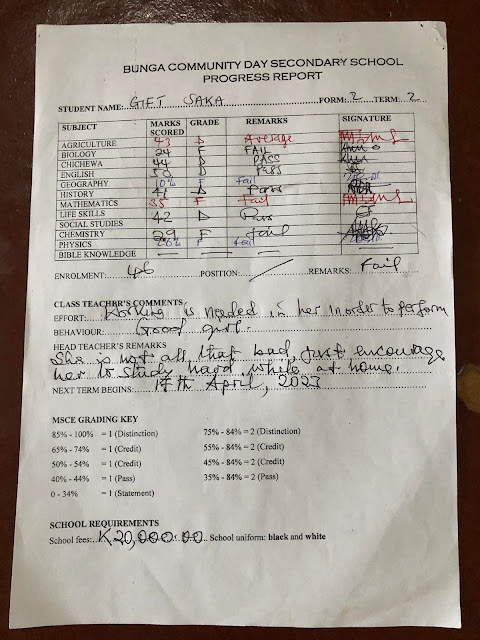 BUNGA COMMUNITY DAY SECONDARY SCHOOL
PROGRESS REPORT
STUDENT NAME: GIFT SAKA FORM: 2 TERM 2
SUBJECT MARKS SCORED GRADE REMARKS SIGNATURE
AGRICULTURE 43 D Average
BIOLOGY 24 F FAIL
CHICHEWA 44 D PASS
ENGLISH 50 D Pass
GEOGRAPHY 10% F Fail
HISTORY 41 D Pass
MATHEMATICS 35 F Fail
LIFE SKILLS
SOCIAL STUDIES 42 D Pass
CHEMISTRY 29 F fail
PHYSICS F Fail
BIBLE KNOWLEDGE
ENROLMENT: 46 POSITION: REMARKS: Fail
CLASS TEACHER'S COMMENTS
EFFORT: Working is needed in her inorder to perform
BEHAVIOUR: Good girl.
HEAD TEACHER'S REMARKS
She is not all that bad, just encourage
her to study hard while at home.
NEXT TERM BEGINS: 17th April, 2023
MSCE GRADING KEY
85% - 100% = 1 (Distinction) 75% - 84% = 2 (Distinction)
65% - 74% = 1 (Credit) 55% - 84% = 2 (Credit)
50% - 54% = 1 (Credit) 45% - 84% = 2 (Credit)
40% - 44% = 1 (Pass) 35% - 84% = 2 (Pass)
0 - 34% = 1 (Statement)
SCHOOL REQUIREMENTS
School fees: K20,000.00 School uniform: black and white